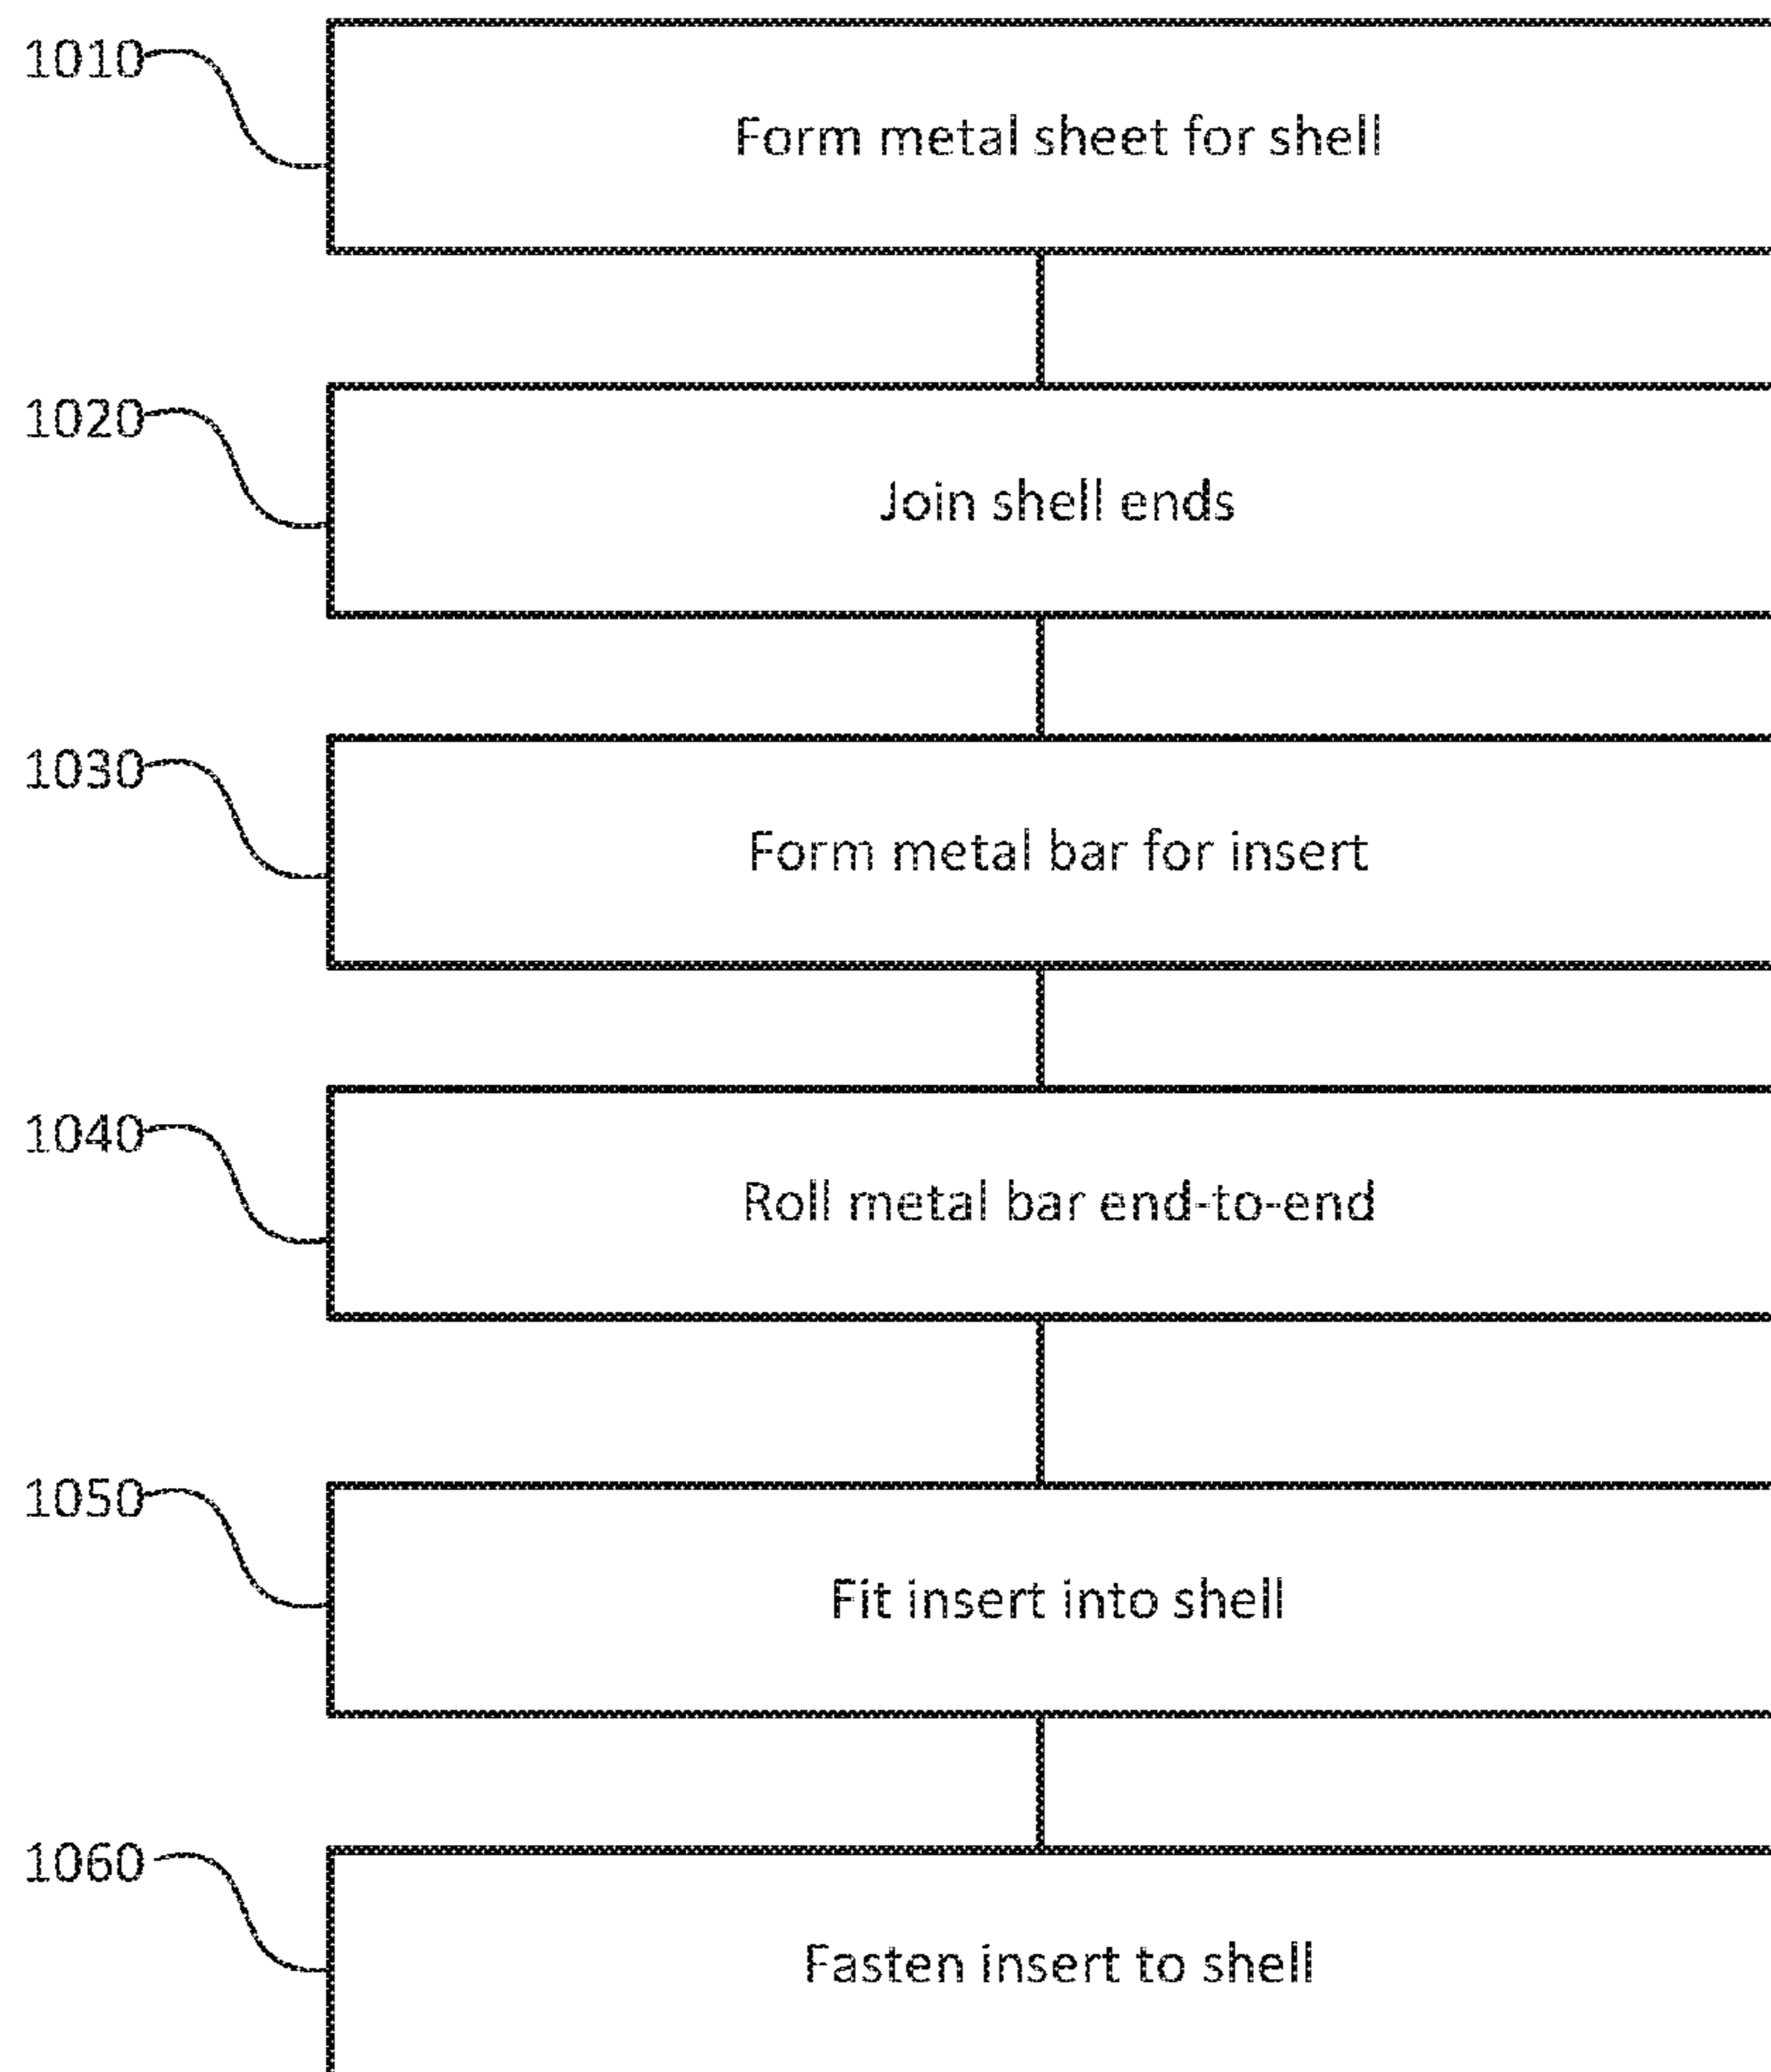 1010
Form metal sheet for shell
1020
Join shell ends
1030
Form metal bar for insert
1040
Roll metal bar end-to-end
1050
Fit insert into shell
1060
Fasten insert to shell